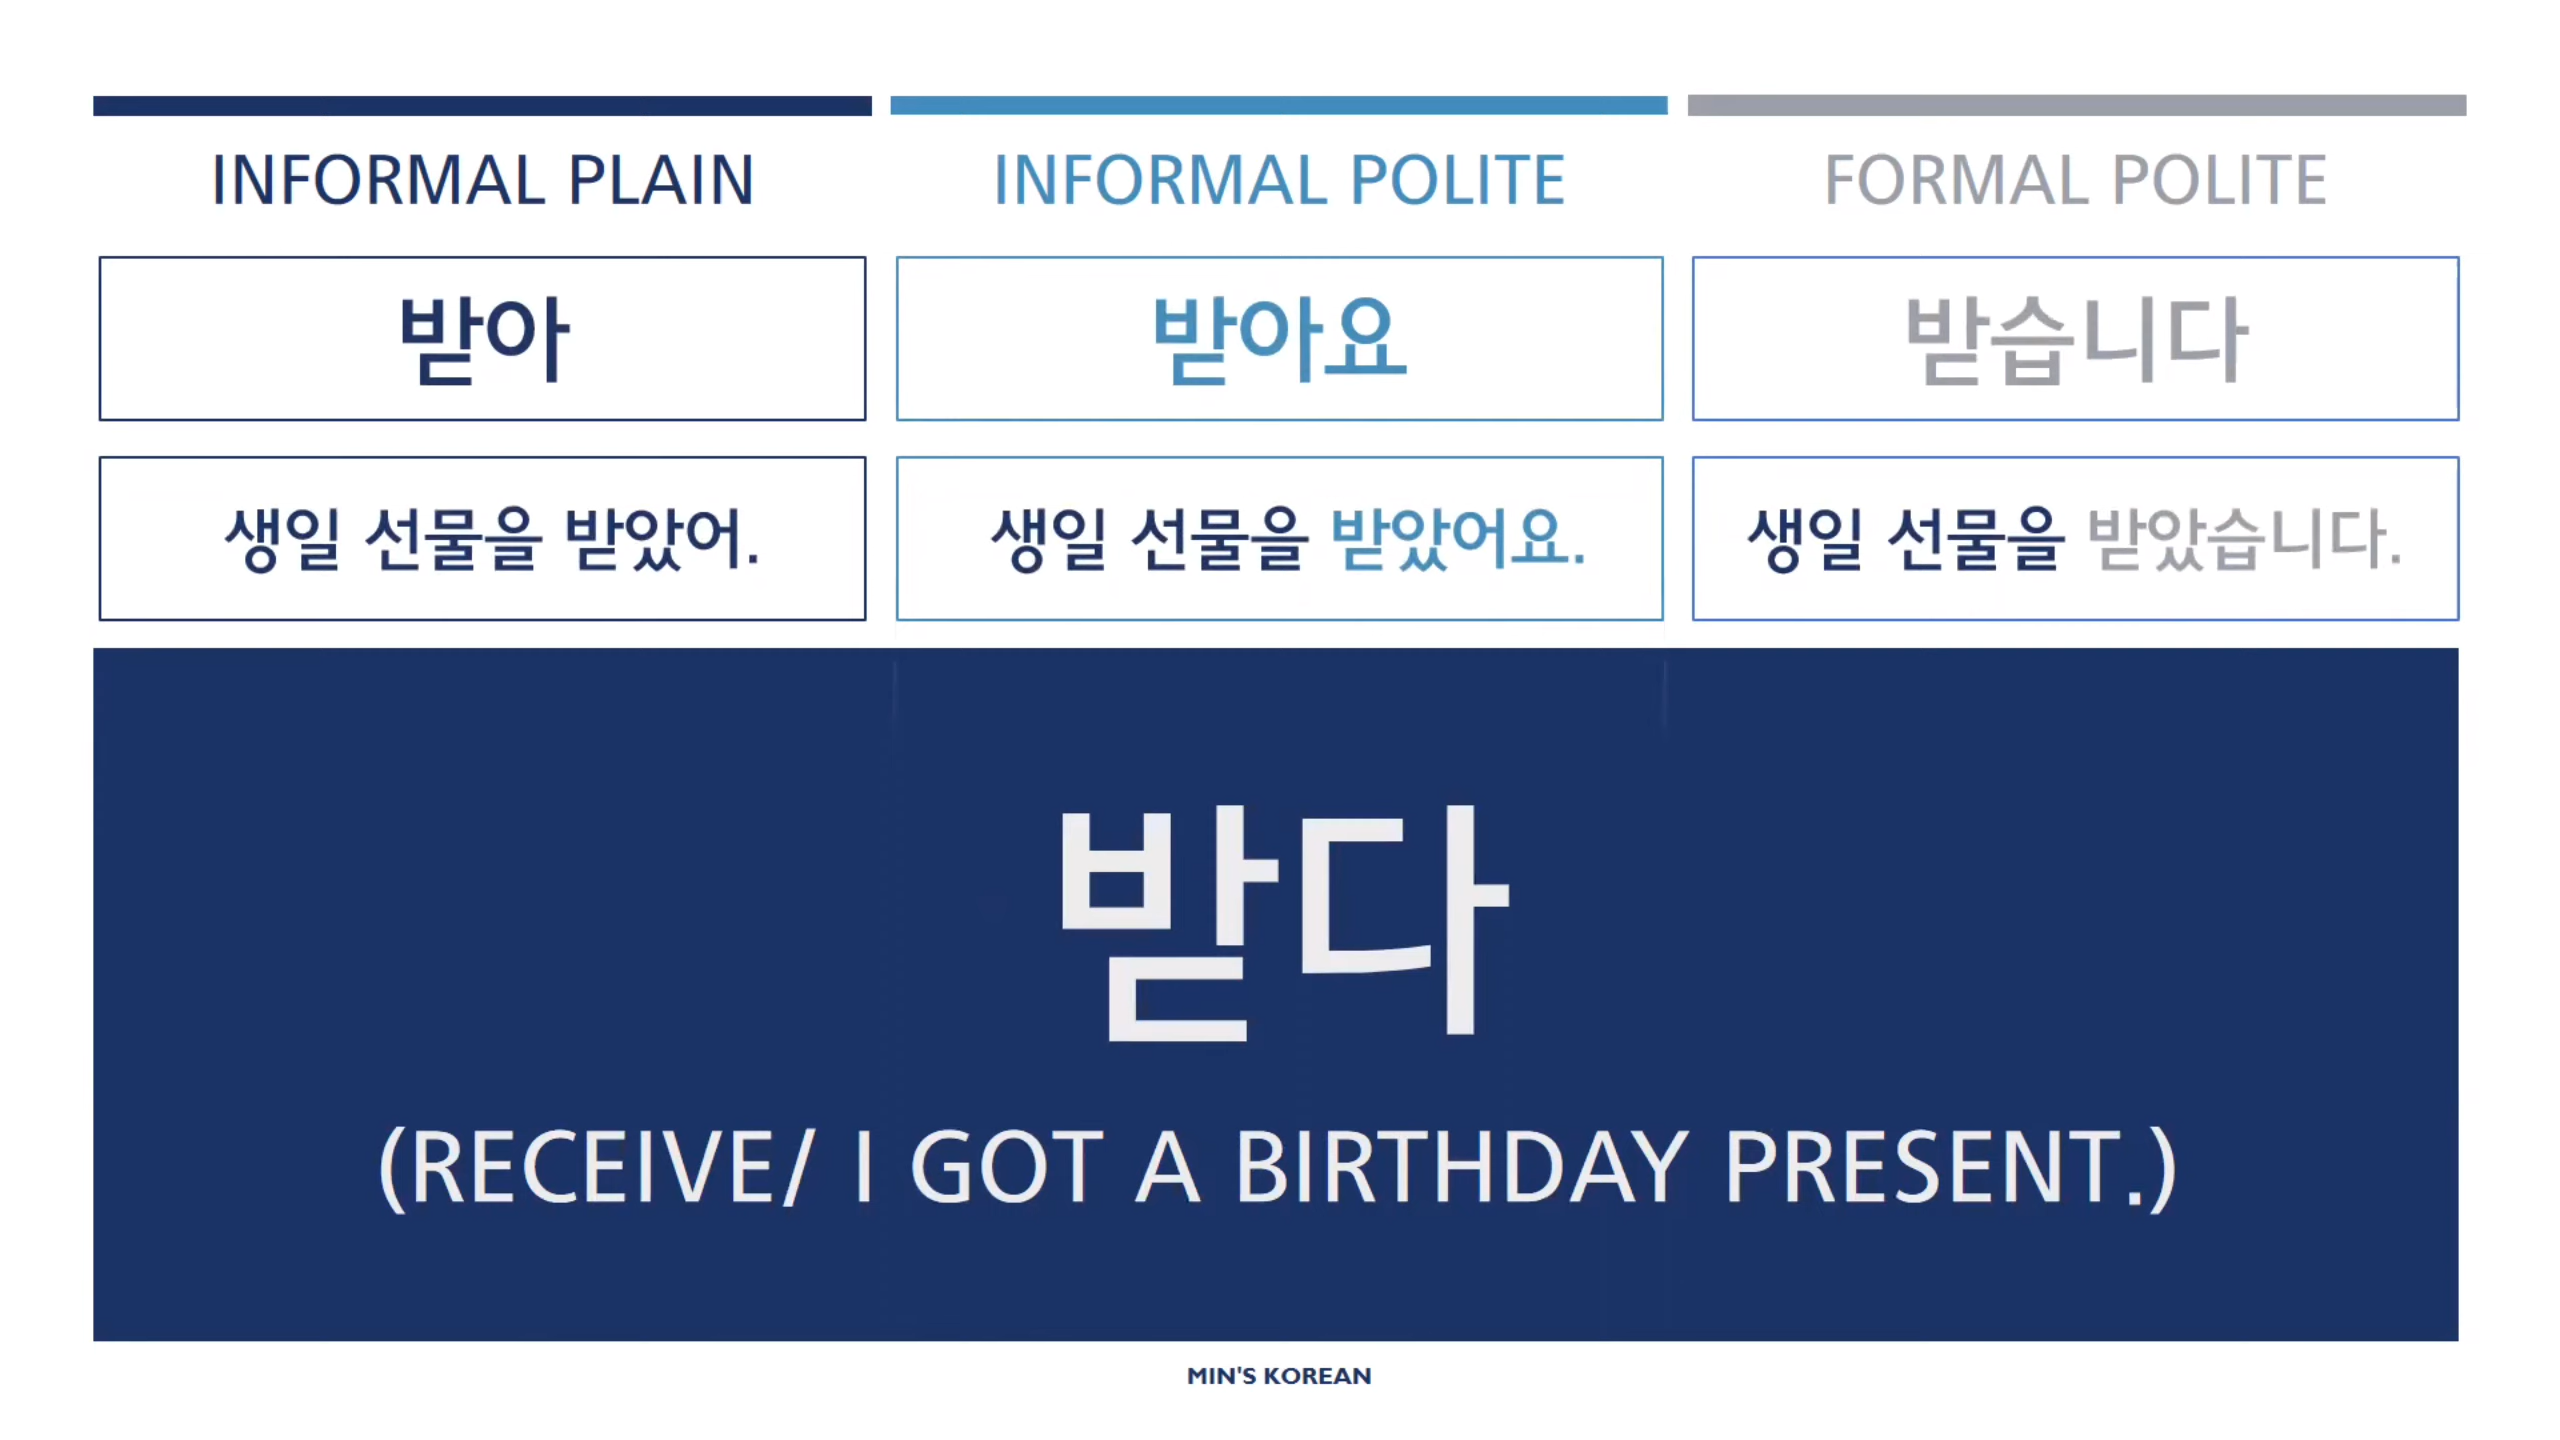 INFORMAL PLAIN
INFORMAL POLITE
FORMAL POLITE
받아
받아요
받습니다
생일 선물을 받았어.
생일 선물을 받았어요.
생일 선물을 받았습니다.
받다
(RECEIVE/ I GOT A BIRTHDAY PRESENT.)
MIN'S KOREAN